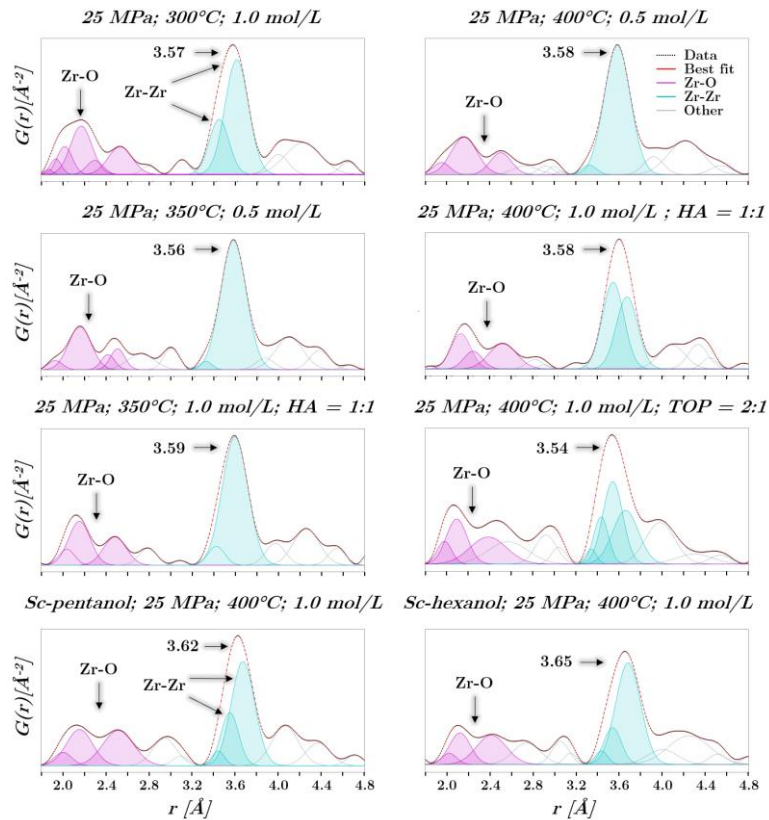 25 MPa; 300°C; 1.0 mol/L
3.57
Zr-O
Zr-Zr
G(r)[Å⁻²]
25 MPa; 400°C; 0.5 mol/L
3.58
Zr-O
Data
Best fit
Zr-O
Zr-Zr
Other
25 MPa; 350°C; 0.5 mol/L
3.56
Zr-O
G(r)[Å⁻²]
25 MPa; 400°C; 1.0 mol/L ; HA = 1:1
3.58
Zr-O
25 MPa; 350°C; 1.0 mol/L; HA = 1:1
3.59
Zr-O
G(r)[Å⁻²]
25 MPa; 400°C; 1.0 mol/L; TOP = 2:1
3.54
Zr-O
Sc-pentanol; 25 MPa; 400°C; 1.0 mol/L
3.62
Zr-O
Zr-Zr
G(r)[Å⁻²]
2.0 2.4 2.8 3.2 3.6 4.0 4.4 4.8
r [Å]
Sc-hexanol; 25 MPa; 400°C; 1.0 mol/L
3.65
Zr-O
2.0 2.4 2.8 3.2 3.6 4.0 4.4 4.8
r [Å]